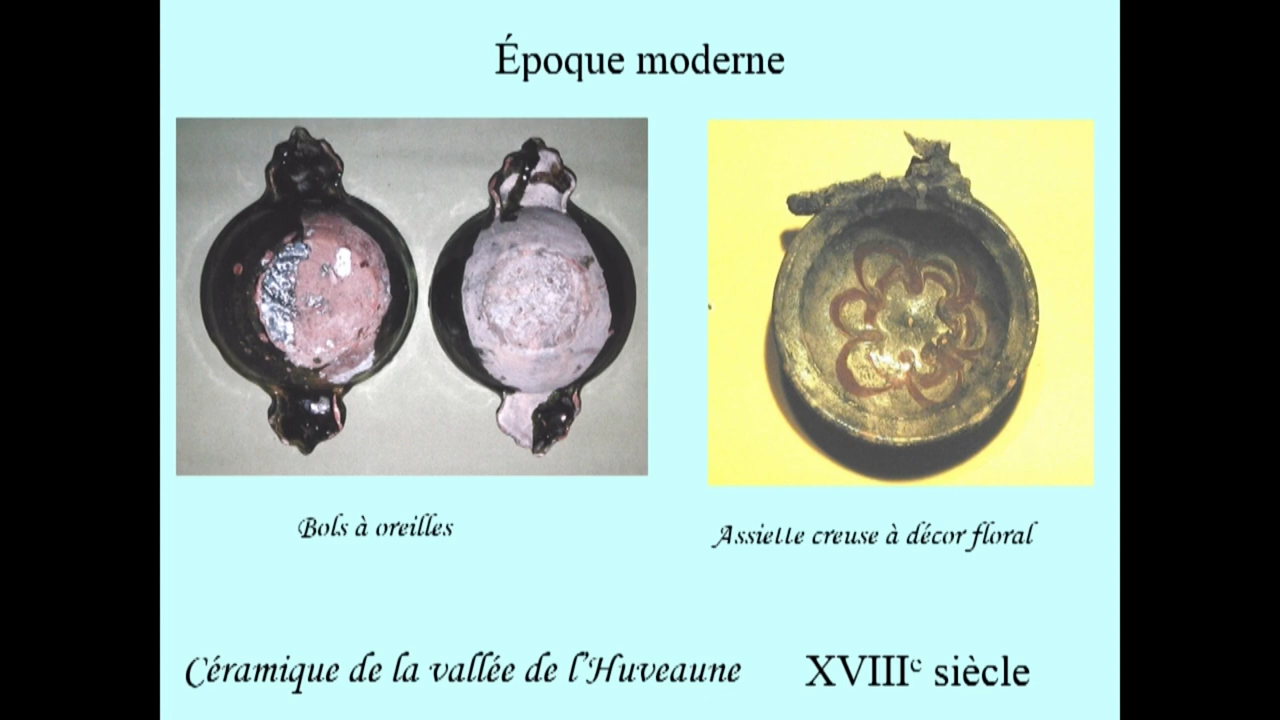 Époque moderne
Bols à oreilles
Assiette creuse à décor floral
Céramique de la vallée de l'Huveaune
XVIIIe siècle